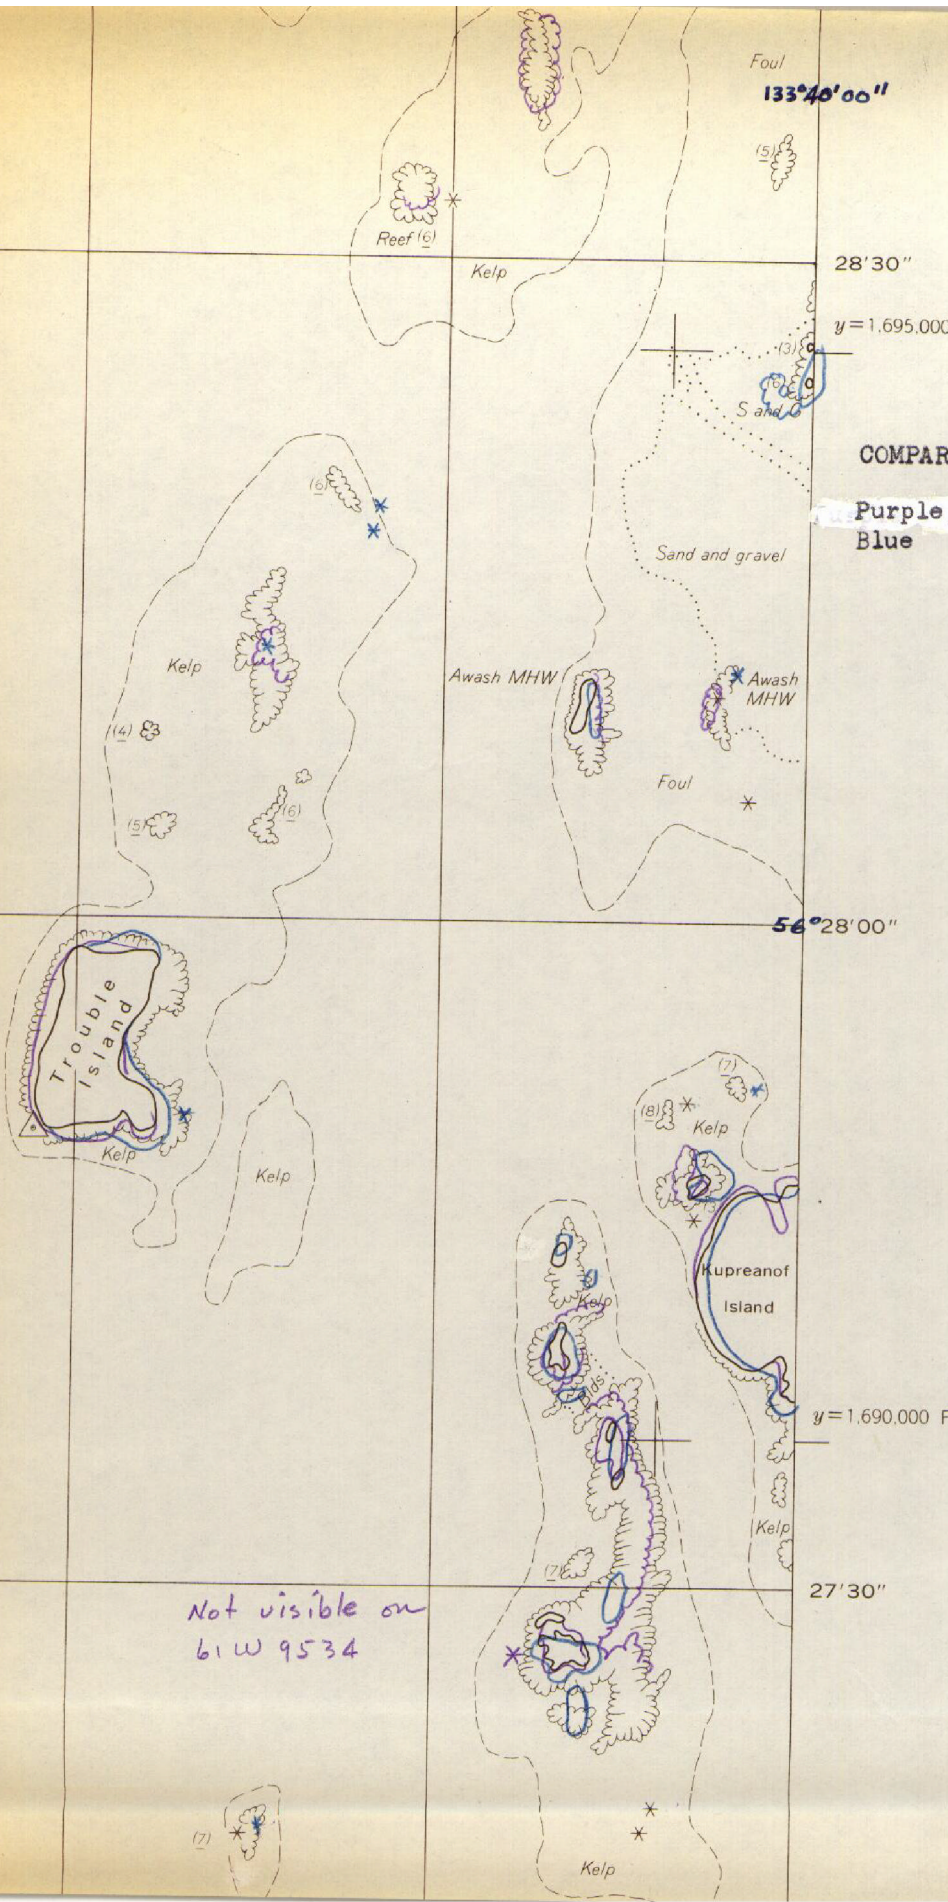 Foul
133°40'00"
(5)
Reef (6)
28'30"
Kelp
y=1,695,000
(3)
(6)
S and G
COMPAR
(6)
Purple
Blue
Sand and gravel
Kelp
Awash MHW
Awash
MHW
(4)
Foul
(6)
(5)
56°28'00"
Trouble
Island
(7)
(8)
Kelp
Kelp
Kelp
Kupreanof
Island
Kelp
Blds
y=1,690,000 F
Kelp
(7)
27'30"
Not visible on
61W 9534
(7)
Kelp